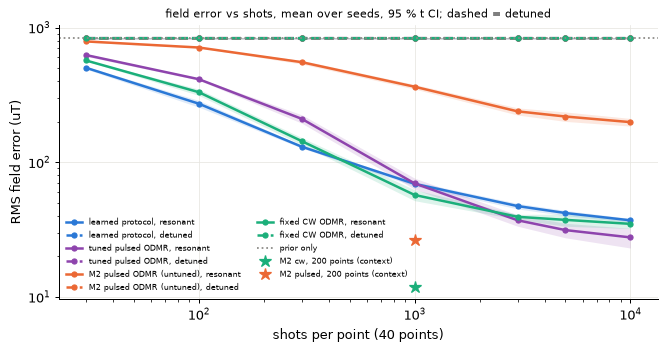 field error vs shots, mean over seeds, 95 % t CI; dashed = detuned
RMS field error (uT)
10³
10²
10¹
learned protocol, resonant
learned protocol, detuned
tuned pulsed ODMR, resonant
tuned pulsed ODMR, detuned
M2 pulsed ODMR (untuned), resonant
M2 pulsed ODMR (untuned), detuned
fixed CW ODMR, resonant
fixed CW ODMR, detuned
prior only
M2 cw, 200 points (context)
M2 pulsed, 200 points (context)
10² 10³ 10⁴
shots per point (40 points)